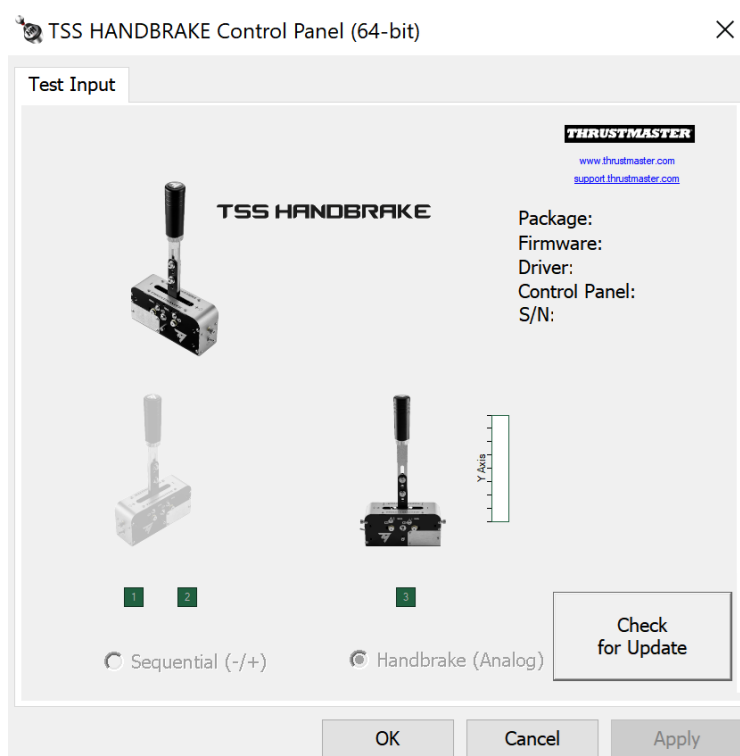 TSS HANDBRAKE Control Panel (64-bit)
Test Input
THRUSTMASTER
www.thrustmaster.com
support.thrustmaster.com
TSS HANDBRAKE
Package:
Firmware:
Driver:
Control Panel:
S/N:
Y Axis
1 2 3
Check
for Update
Sequential (-/+) Handbrake (Analog)
OK Cancel Apply